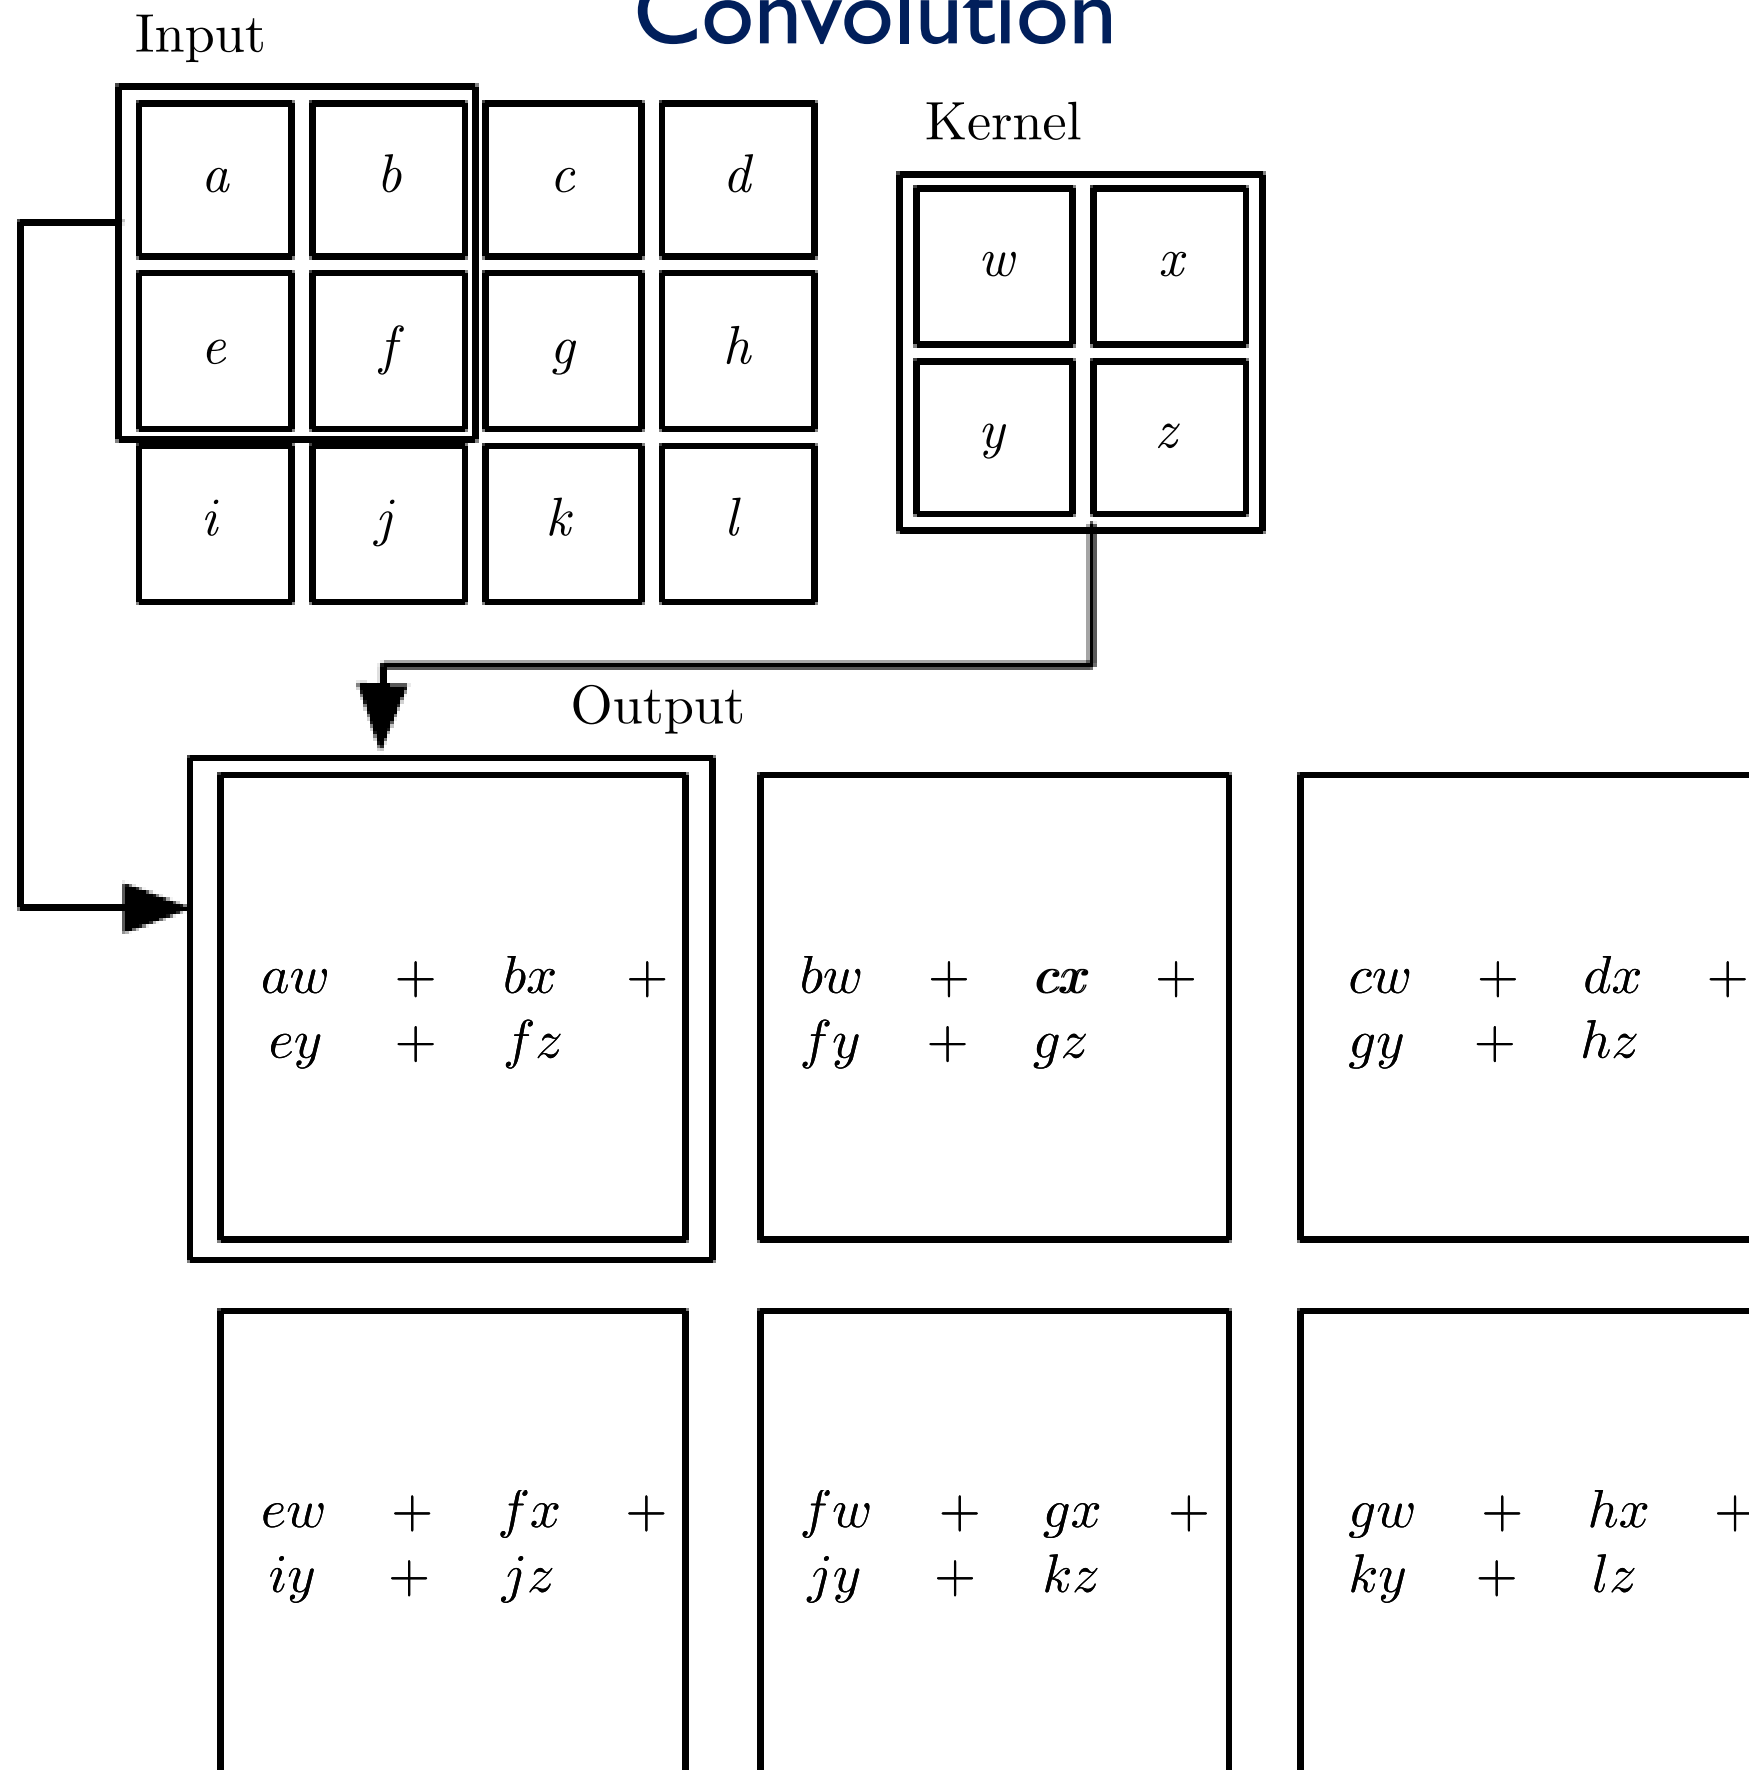 Convolution
Input
Kernel
a b c d
e f g h
i j k l
w x
y z
Output
aw + bx +
ey + fz
bw + cx +
fy + gz
cw + dx +
gy + hz
ew + fx +
iy + jz
fw + gx +
jy + kz
gw + hx +
ky + lz